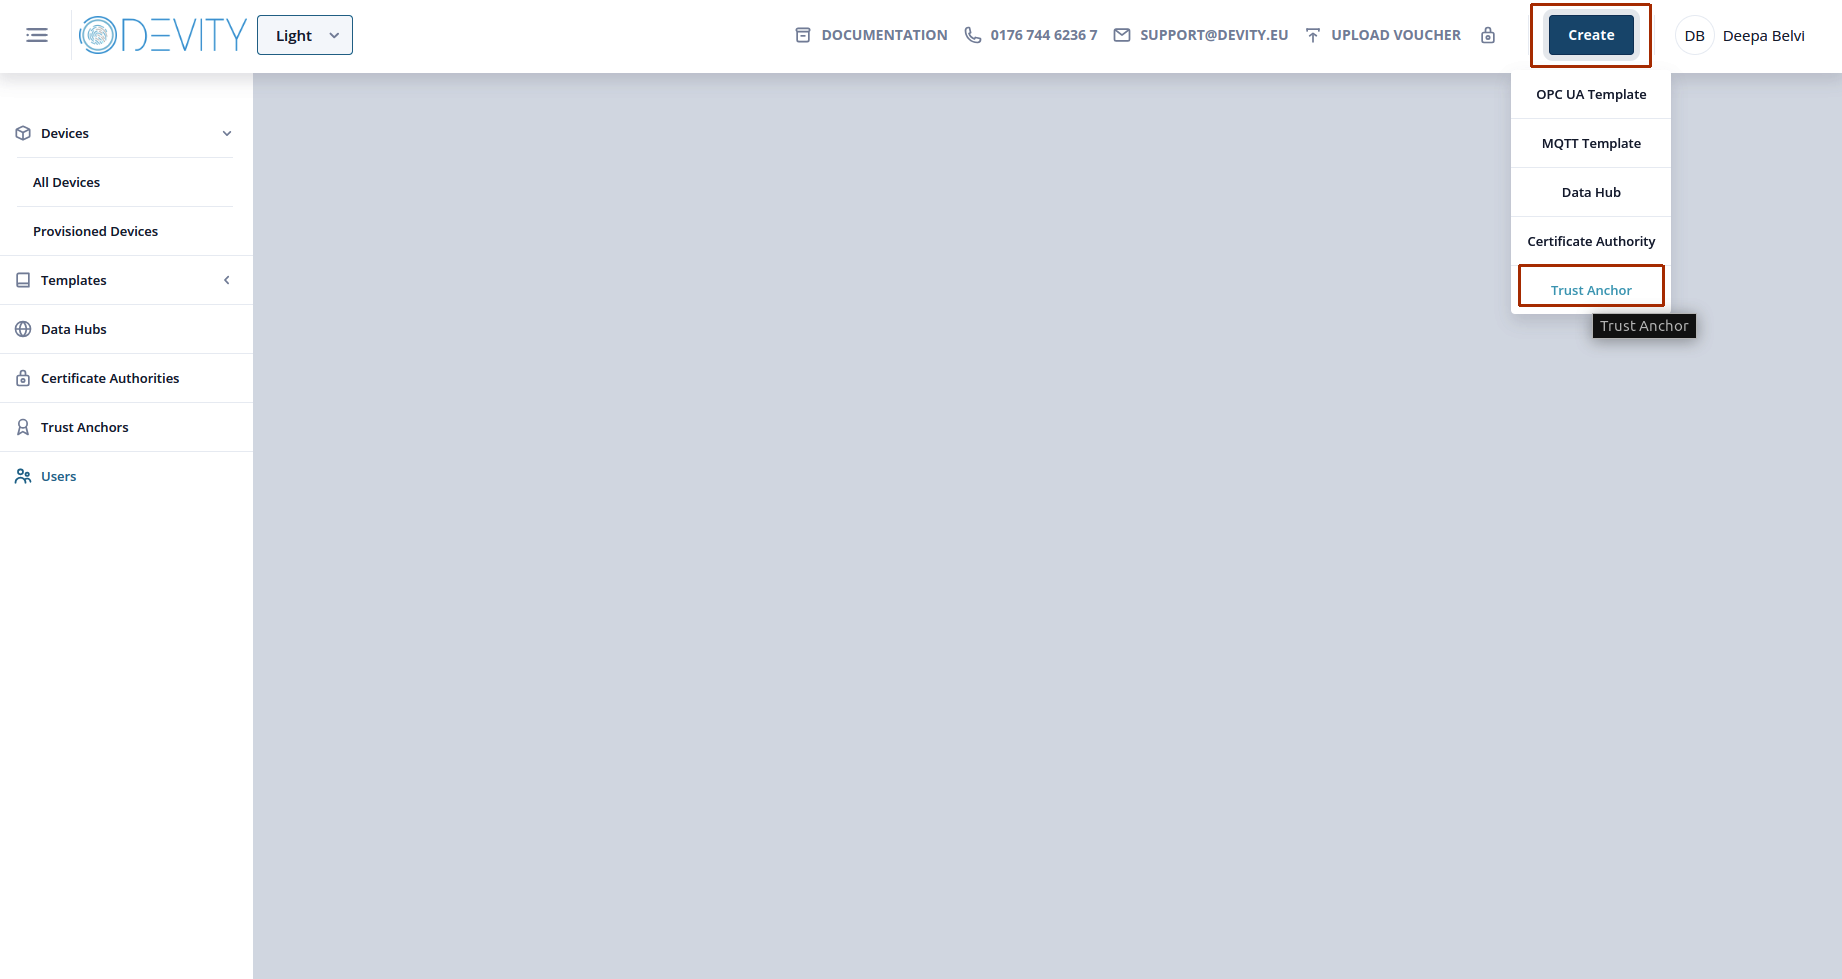 DEVITY
Light
DOCUMENTATION
0176 744 6236 7
SUPPORT@DEVITY.EU
UPLOAD VOUCHER
Create
DB
Deepa Belvi
OPC UA Template
MQTT Template
Data Hub
Certificate Authority
Trust Anchor
Trust Anchor
Devices
All Devices
Provisioned Devices
Templates
Data Hubs
Certificate Authorities
Trust Anchors
Users